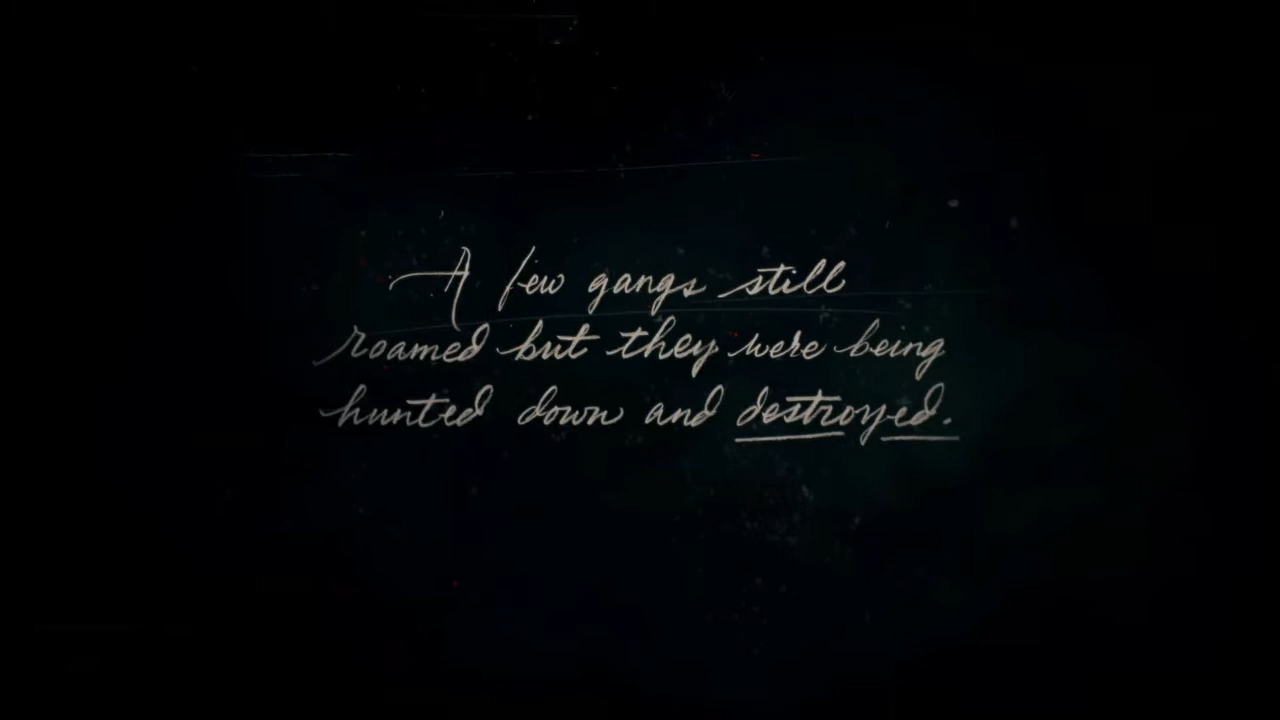 A few gangs still
roamed but they were being
hunted down and destroyed.